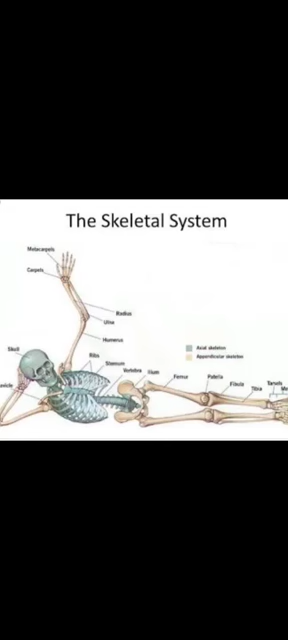 The Skeletal System
Metacarpals
Carpals
Radius
Ulna
Humerus
Skull
Axial skeleton
Appendicular skeleton
Ribs
Sternum
Vertebra
Ilium
Femur
Patella
Fibula
Tibia
Tarsals